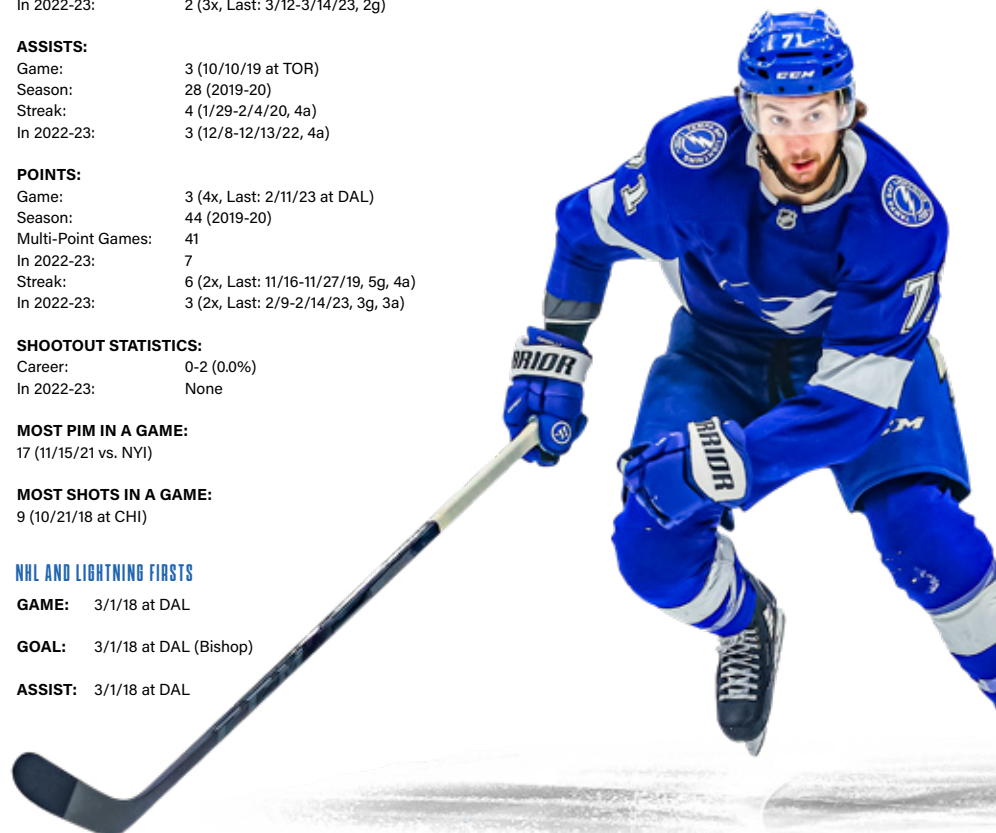 In 2022-23: 2 (3x, Last: 3/12-3/14/23, 2g)
ASSISTS:
Game: 3 (10/10/19 at TOR)
Season: 28 (2019-20)
Streak: 4 (1/29-2/4/20, 4a)
In 2022-23: 3 (12/8-12/13/22, 4a)
POINTS:
Game: 3 (4x, Last: 2/11/23 at DAL)
Season: 44 (2019-20)
Multi-Point Games: 41
In 2022-23: 7
Streak: 6 (2x, Last: 11/16-11/27/19, 5g, 4a)
In 2022-23: 3 (2x, Last: 2/9-2/14/23, 3g, 3a)
SHOOTOUT STATISTICS:
Career: 0-2 (0.0%)
In 2022-23: None
MOST PIM IN A GAME:
17 (11/15/21 vs. NYI)
MOST SHOTS IN A GAME:
9 (10/21/18 at CHI)
NHL AND LIGHTNING FIRSTS
GAME: 3/1/18 at DAL
GOAL: 3/1/18 at DAL (Bishop)
ASSIST: 3/1/18 at DAL
71
CCM
TAMPA BAY
LIGHTNING
1
7
RRIOR
RRIOR
M